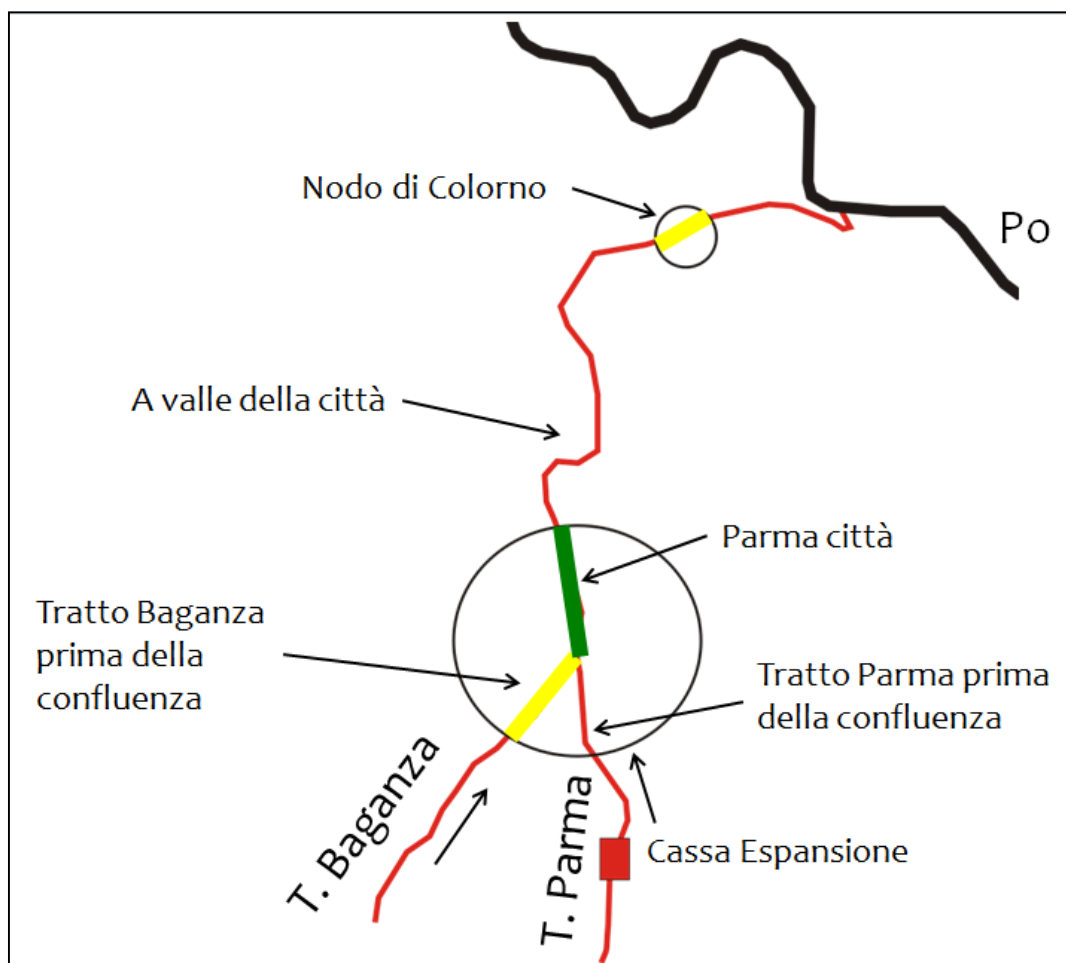 Nodo di Colorno
Po
A valle della città
Parma città
Tratto Baganza
prima della
confluenza
Tratto Parma prima
della confluenza
T. Baganza
T. Parma
Cassa Espansione